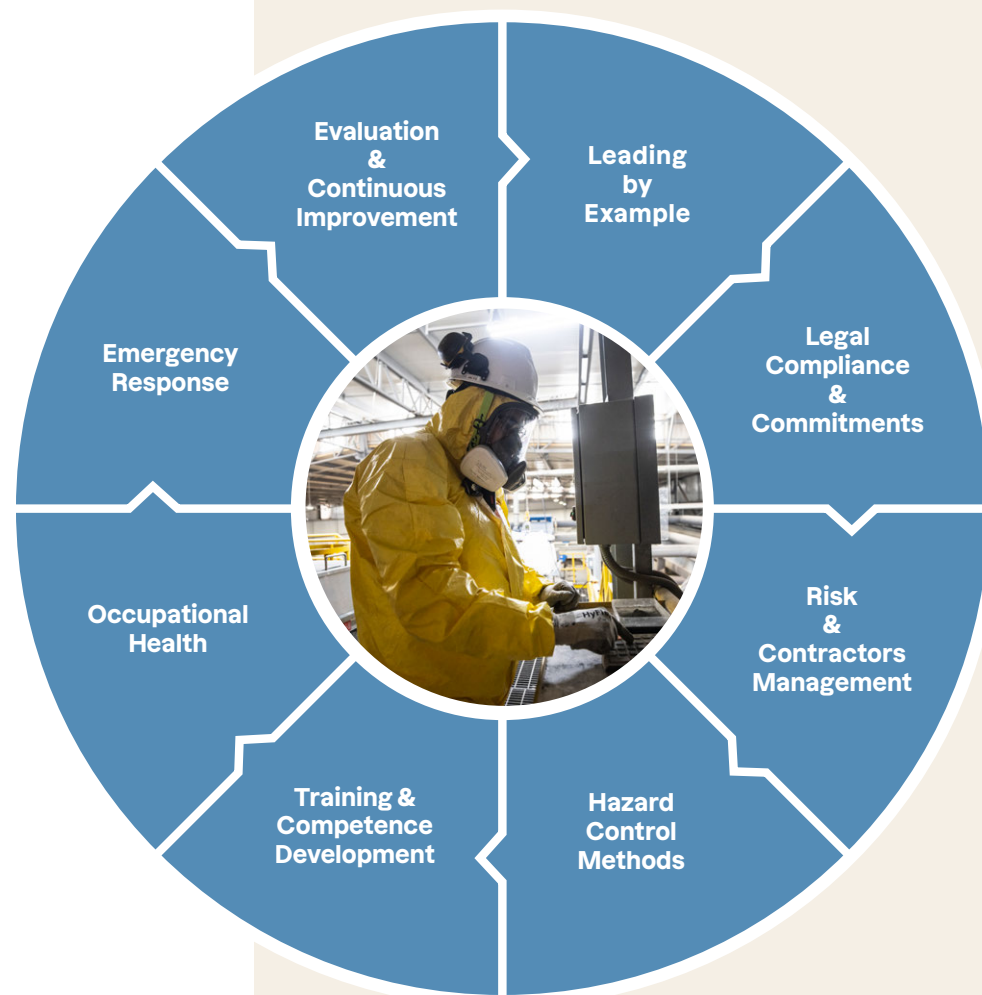 Evaluation
&
Continuous
Improvement
Leading
by
Example
Legal
Compliance
&
Commitments
Risk
&
Contractors
Management
Hazard
Control
Methods
Training &
Competence
Development
Occupational
Health
Emergency
Response